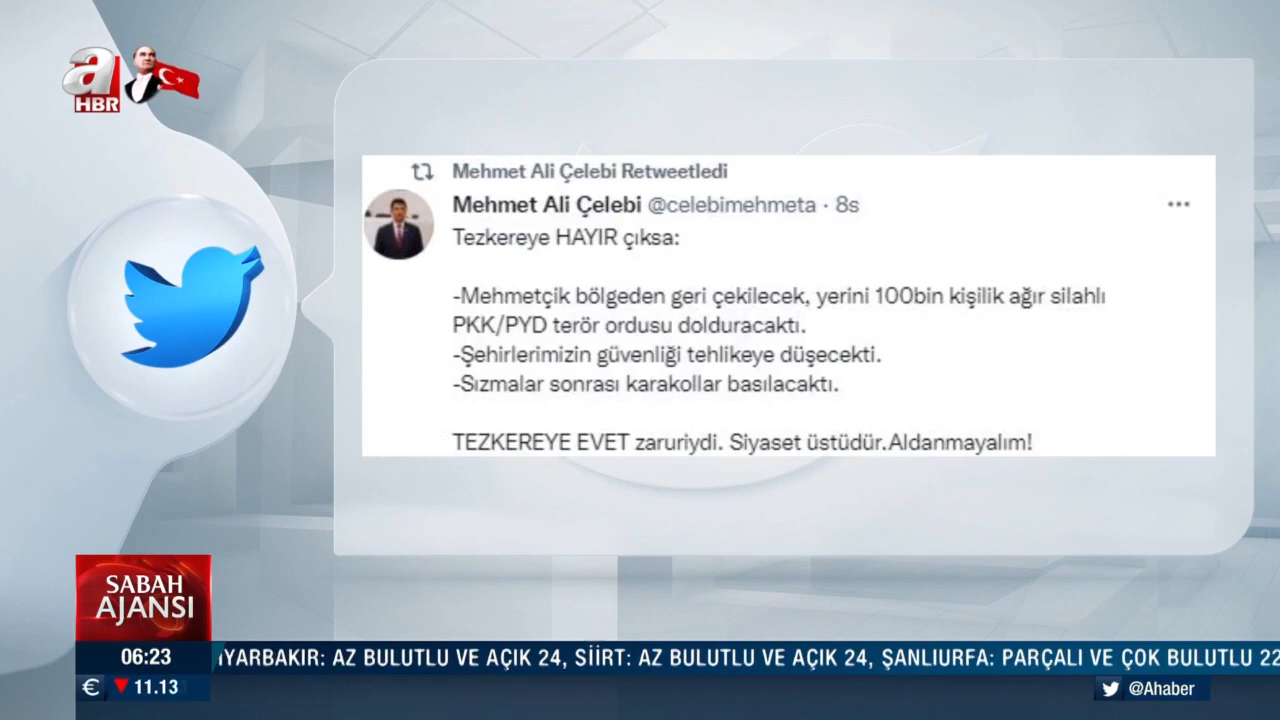 a
HBR
Mehmet Ali Çelebi Retweetledi
Mehmet Ali Çelebi @celebimehmeta · 8s
Tezkereye HAYIR çıksa:
-Mehmetçik bölgeden geri çekilecek, yerini 100bin kişilik ağır silahlı
PKK/PYD terör ordusu dolduracaktı.
-Şehirlerimizin güvenliği tehlikeye düşecekti.
-Sızmalar sonrası karakollar basılacaktı.
TEZKEREYE EVET zaruriydi. Siyaset üstüdür.Aldanmayalım!
SABAH
AJANSI
06:23
İYARBAKIR: AZ BULUTLU VE AÇIK 24, SİİRT: AZ BULUTLU VE AÇIK 24, ŞANLIURFA: PARÇALI VE ÇOK BULUTLU 22
€ ▼ 11.13
@Ahaber